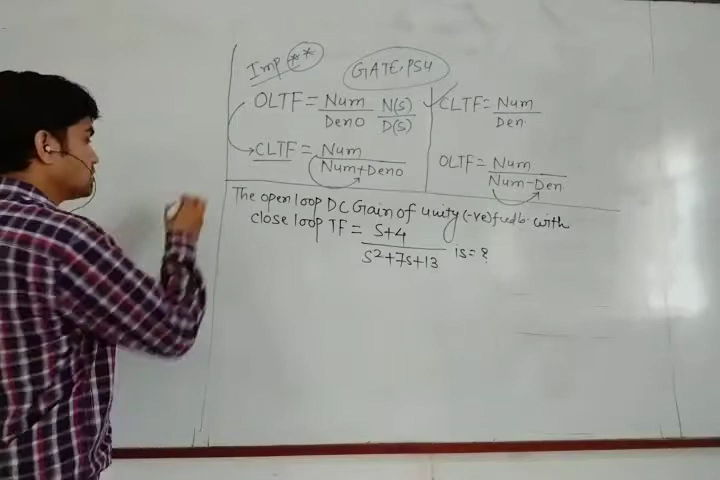 Imp **
GATE, PSU
OLTF = Num N(s)
Deno D(s)
CLTF = Num
Num+Deno
CLTF = Num
Den.
OLTF = Num
Num-Den
The open loop DC Gain of unity (-ve) fudb. with
close loop TF = S+4
S²+7s+13 is = ?